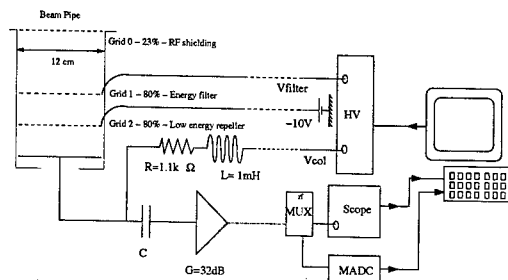 Beam Pipe
Grid 0 – 23% – RF shielding
12 cm
Grid 1 – 80% – Energy filter
Vfilter
Grid 2 – 80% – Low energy repeller
–10V
HV
R=1.1k Ω
L= 1mH
Vcol
C
G=32dB
rf
MUX
Scope
MADC